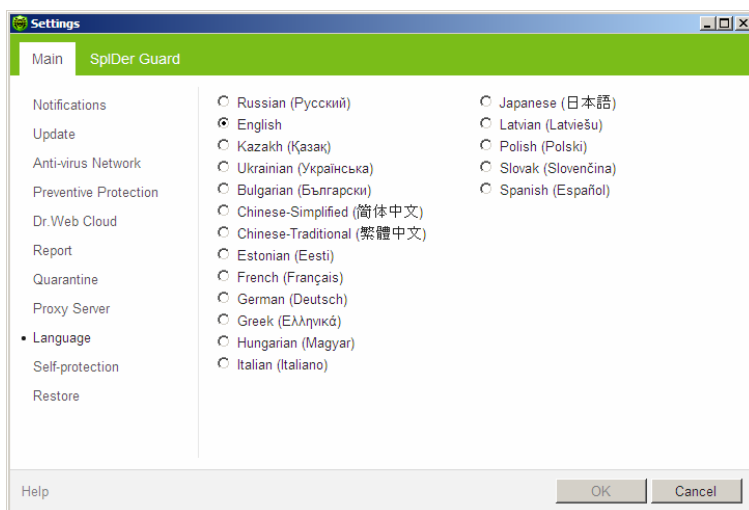 Settings
Main SpIDer Guard
Notifications
Update
Anti-virus Network
Preventive Protection
Dr.Web Cloud
Report
Quarantine
Proxy Server
Language
Self-protection
Restore
Russian (Русский)
English
Kazakh (Қазақ)
Ukrainian (Українська)
Bulgarian (Български)
Chinese-Simplified (简体中文)
Chinese-Traditional (繁體中文)
Estonian (Eesti)
French (Français)
German (Deutsch)
Greek (Ελληνικά)
Hungarian (Magyar)
Italian (Italiano)
Japanese (日本語)
Latvian (Latviešu)
Polish (Polski)
Slovak (Slovenčina)
Spanish (Español)
Help
OK
Cancel